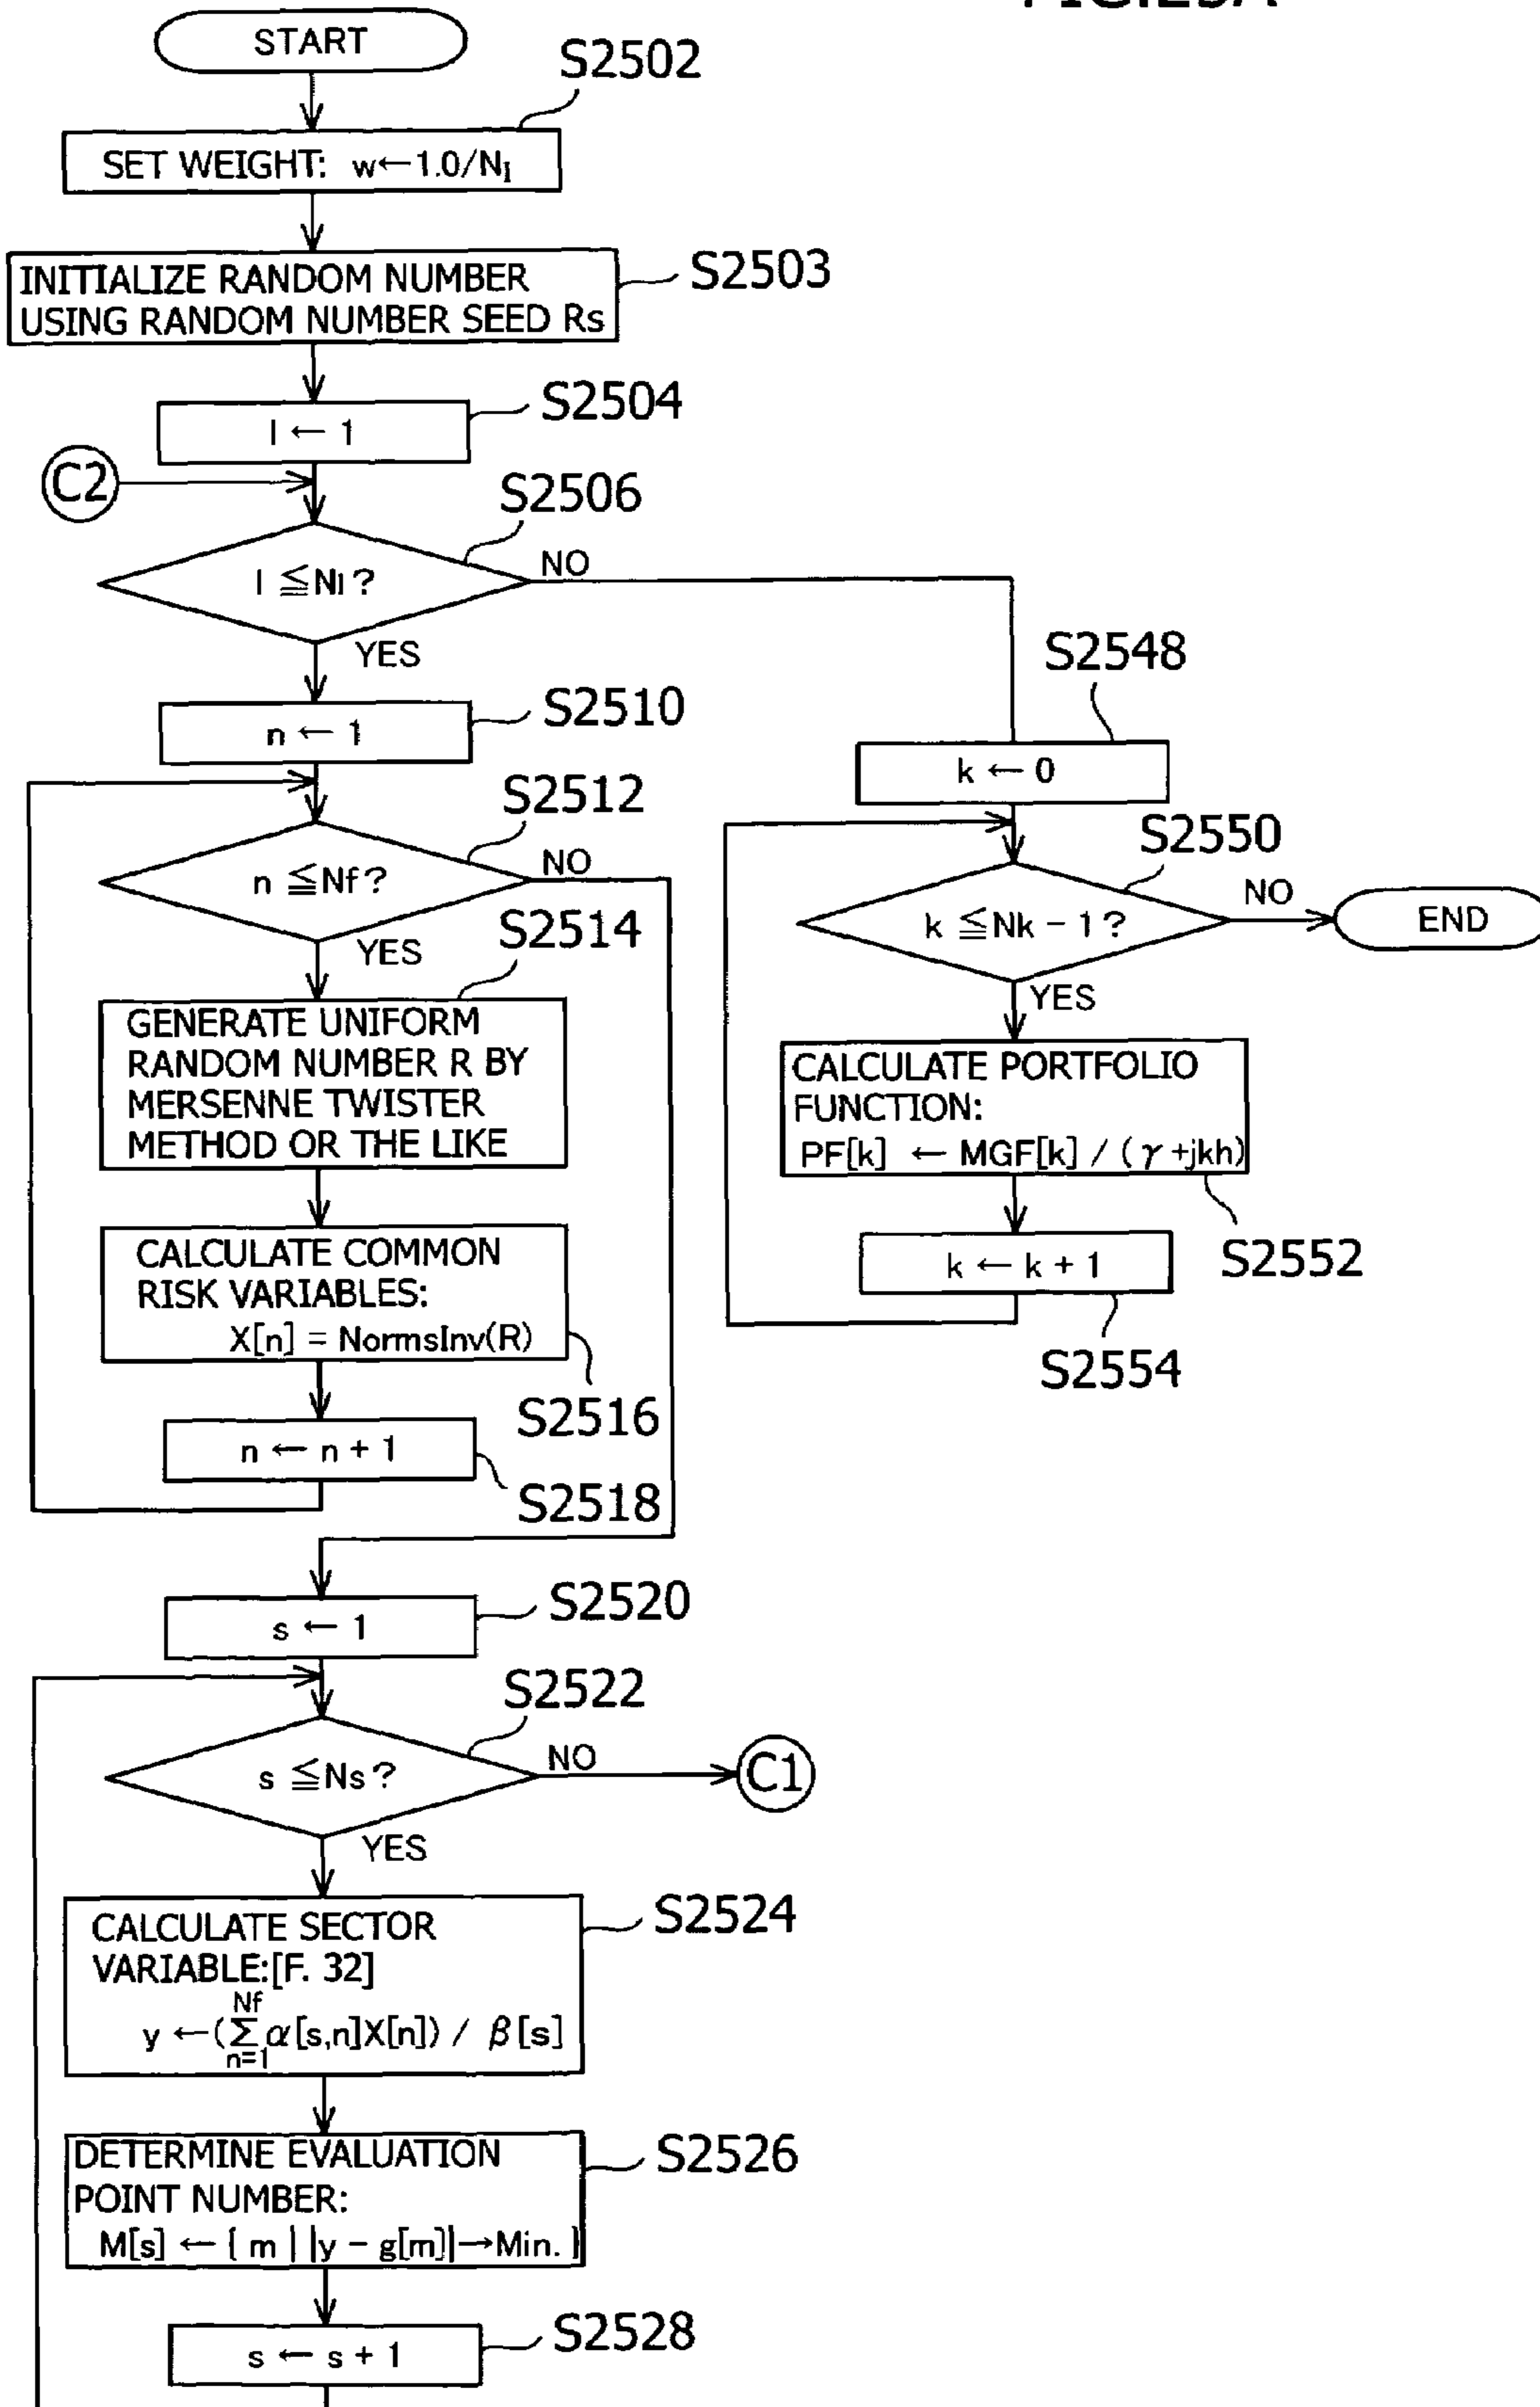 START
S2502
SET WEIGHT: w←1.0/N_I
INITIALIZE RANDOM NUMBER
USING RANDOM NUMBER SEED Rs
S2503
S2504
l ← 1
C2
S2506
l ≦Nl?
NO
YES
S2510
n ← 1
S2512
n ≦Nf?
NO
YES
S2514
GENERATE UNIFORM
RANDOM NUMBER R BY
MERSENNE TWISTER
METHOD OR THE LIKE
CALCULATE COMMON
RISK VARIABLES:
X[n] = NormsInv(R)
S2516
n ← n + 1
S2518
S2548
k ← 0
S2550
k ≦Nk − 1?
NO
END
YES
CALCULATE PORTFOLIO
FUNCTION:
PF[k] ← MGF[k] / (γ+jkh)
S2552
k ← k + 1
S2554
S2520
s ← 1
S2522
s ≦Ns?
NO
C1
YES
CALCULATE SECTOR
VARIABLE:[F. 32]
y ←(∑_{n=1}^{Nf} α[s,n]X[n]) / β[s]
S2524
DETERMINE EVALUATION
POINT NUMBER:
M[s] ← { m | |y − g[m]|→Min. }
S2526
s ← s + 1
S2528